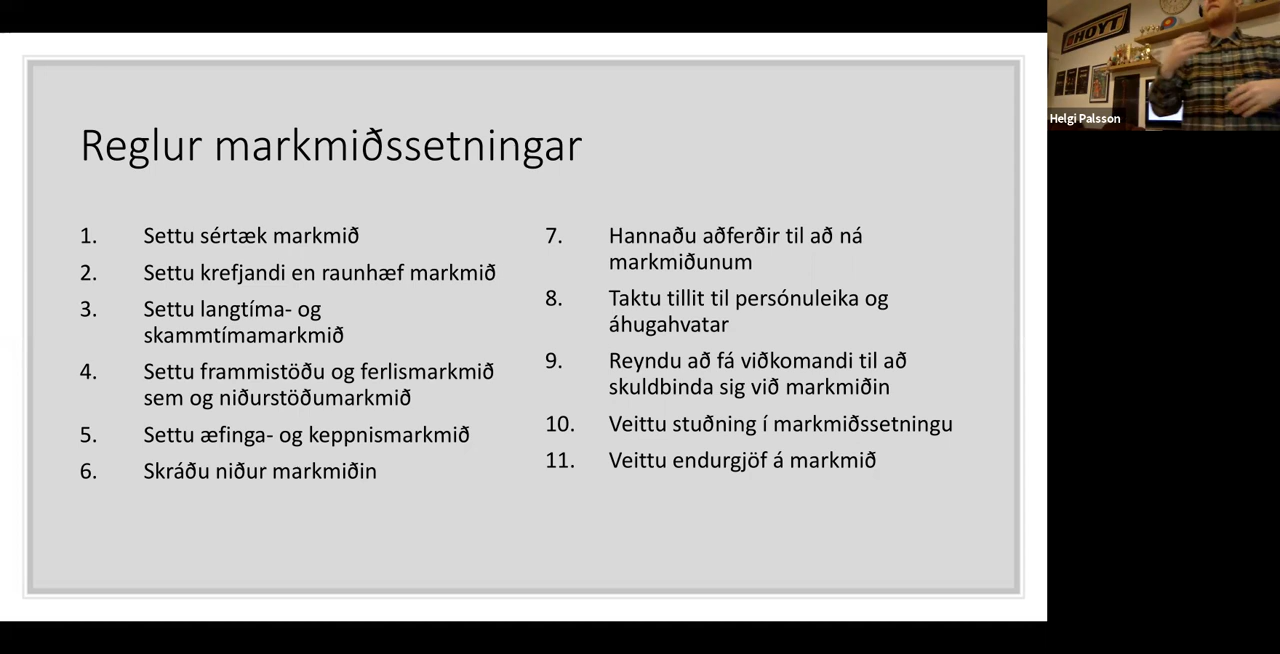 Reglur markmiðssetningar
1. Settu sértæk markmið
2. Settu krefjandi en raunhæf markmið
3. Settu langtíma- og
skammtímamarkmið
4. Settu frammistöðu og ferlismarkmið
sem og niðurstöðumarkmið
5. Settu æfinga- og keppnismarkmið
6. Skráðu niður markmiðin
7. Hannaðu aðferðir til að ná
markmiðunum
8. Taktu tillit til persónuleika og
áhugahvatar
9. Reyndu að fá viðkomandi til að
skuldbinda sig við markmiðin
10. Veittu stuðning í markmiðssetningu
11. Veittu endurgjöf á markmið
HOYT
Helgi Palsson